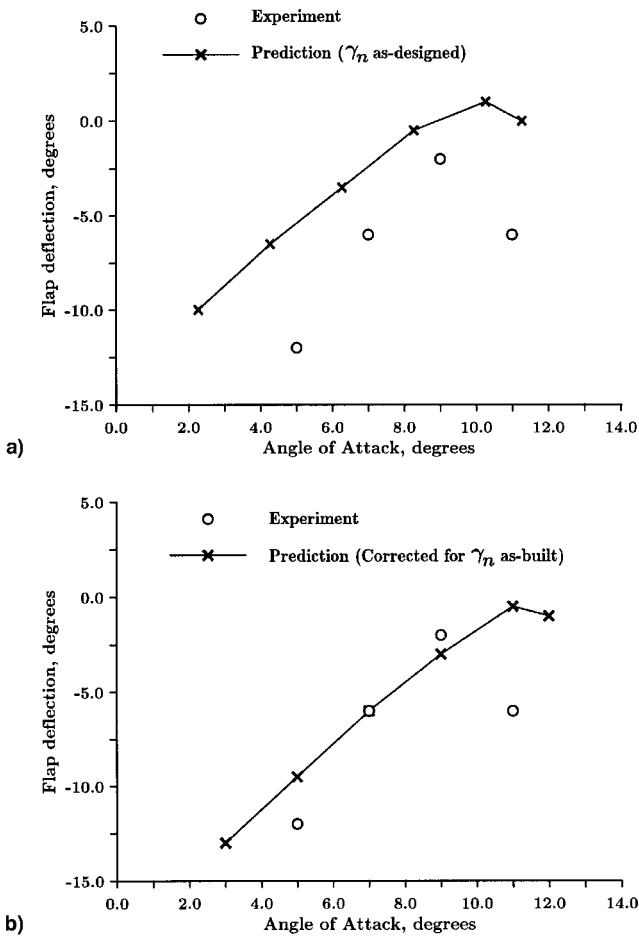 5.0
Experiment
Prediction (γn as-designed)
0.0
Flap deflection, degrees
-5.0
-10.0
-15.0
0.0 2.0 4.0 6.0 8.0 10.0 12.0 14.0
Angle of Attack, degrees
a)
5.0
Experiment
Prediction (Corrected for γn as-built)
0.0
Flap deflection, degrees
-5.0
-10.0
-15.0
0.0 2.0 4.0 6.0 8.0 10.0 12.0 14.0
Angle of Attack, degrees
b)